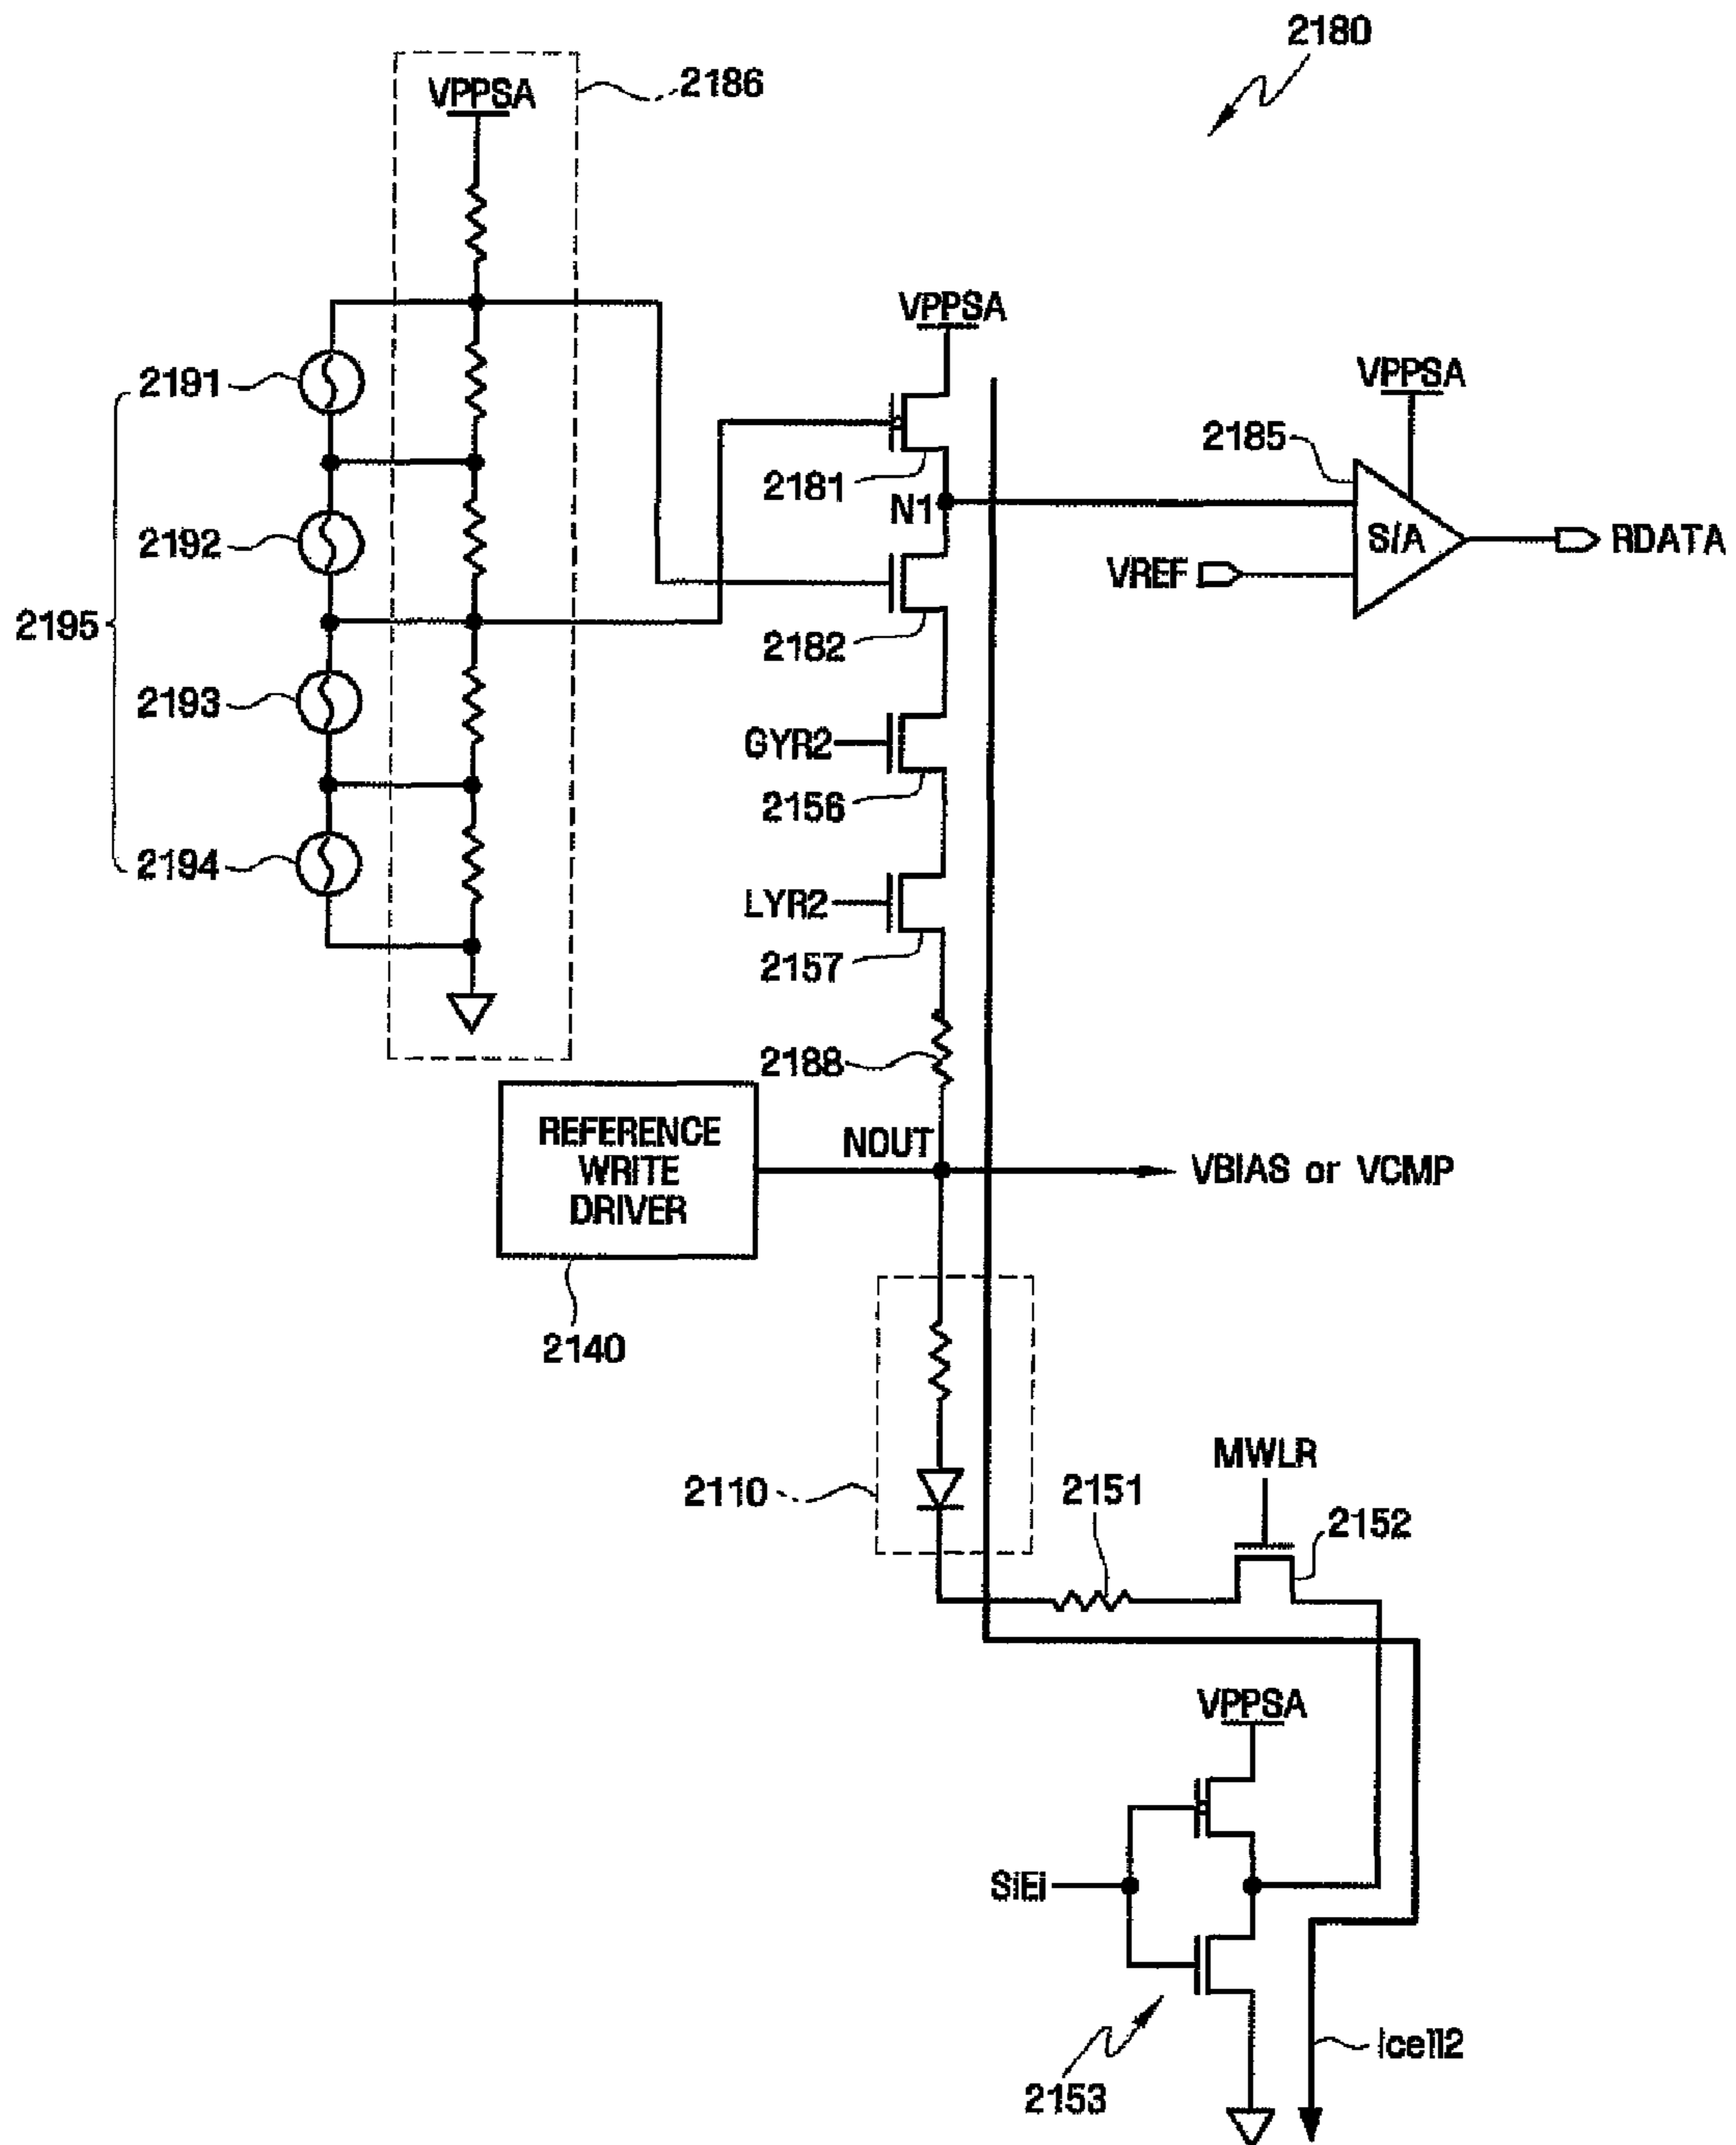 2180
VPPSA
2186
VPPSA
2191
VPPSA
2185
2181
N1
2192
S/A
RDATA
VREF
2195
2182
2193
GYR2
2156
2194
LYR2
2157
2188
REFERENCE
WRITE
DRIVER
NOUT
VBIAS or VCMP
2140
MWLR
2110
2151
2152
VPPSA
SiEi
Icell2
2153